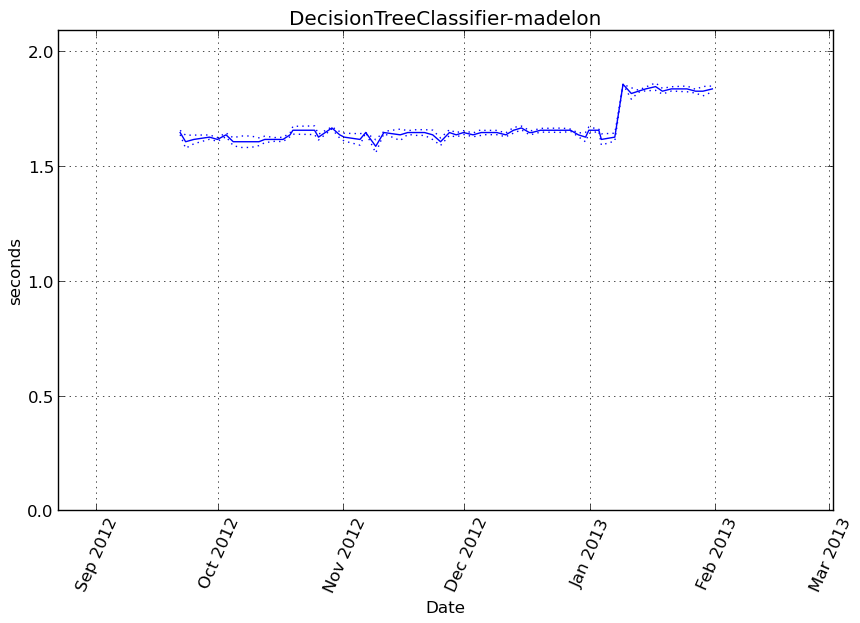 DecisionTreeClassifier-madelon
2.0
1.5
1.0
0.5
0.0
seconds
Sep 2012
Oct 2012
Nov 2012
Dec 2012
Jan 2013
Feb 2013
Mar 2013
Date